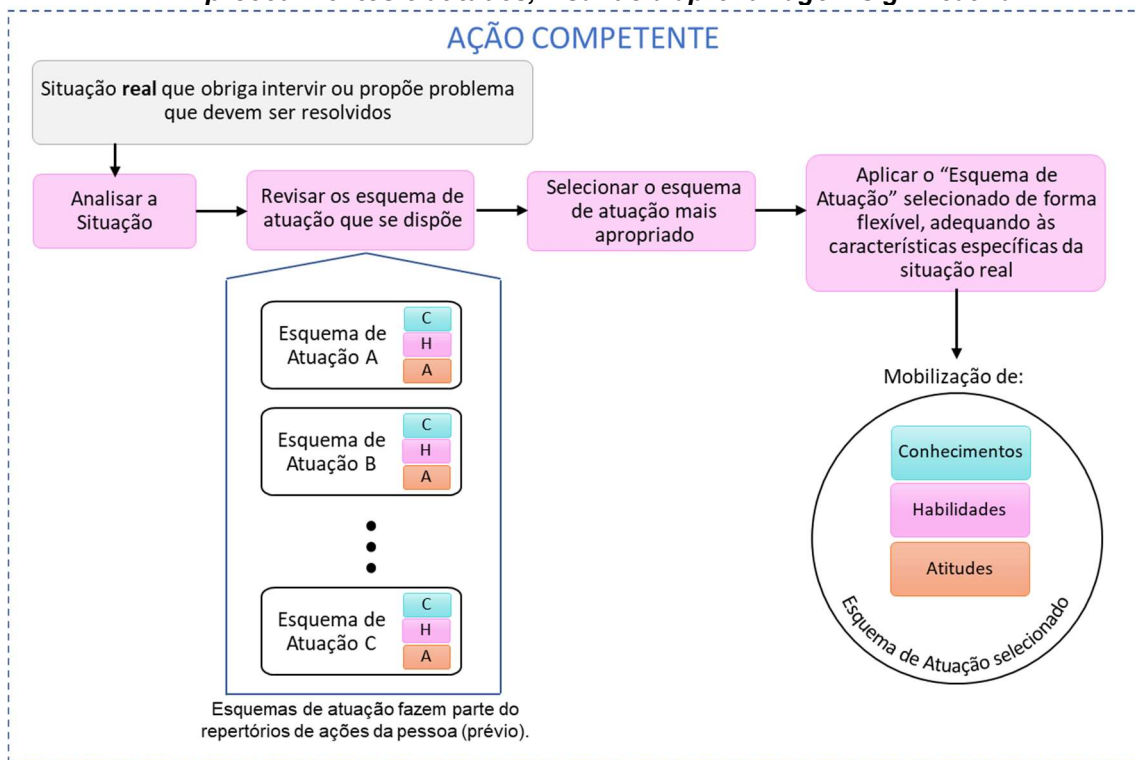 AÇÃO COMPETENTE
Situação real que obriga intervir ou propõe problema
que devem ser resolvidos
Analisar a
Situação
Revisar os esquema de
atuação que se dispõe
Selecionar o esquema
de atuação mais
apropriado
Aplicar o “Esquema de
Atuação” selecionado de forma
flexível, adequando às
características específicas da
situação real
Esquema de
Atuação A
C
H
A
Esquema de
Atuação B
C
H
A
Esquema de
Atuação C
C
H
A
Esquemas de atuação fazem parte do
repertórios de ações da pessoa (prévio).
Mobilização de:
Conhecimentos
Habilidades
Atitudes
Esquema de Atuação selecionado